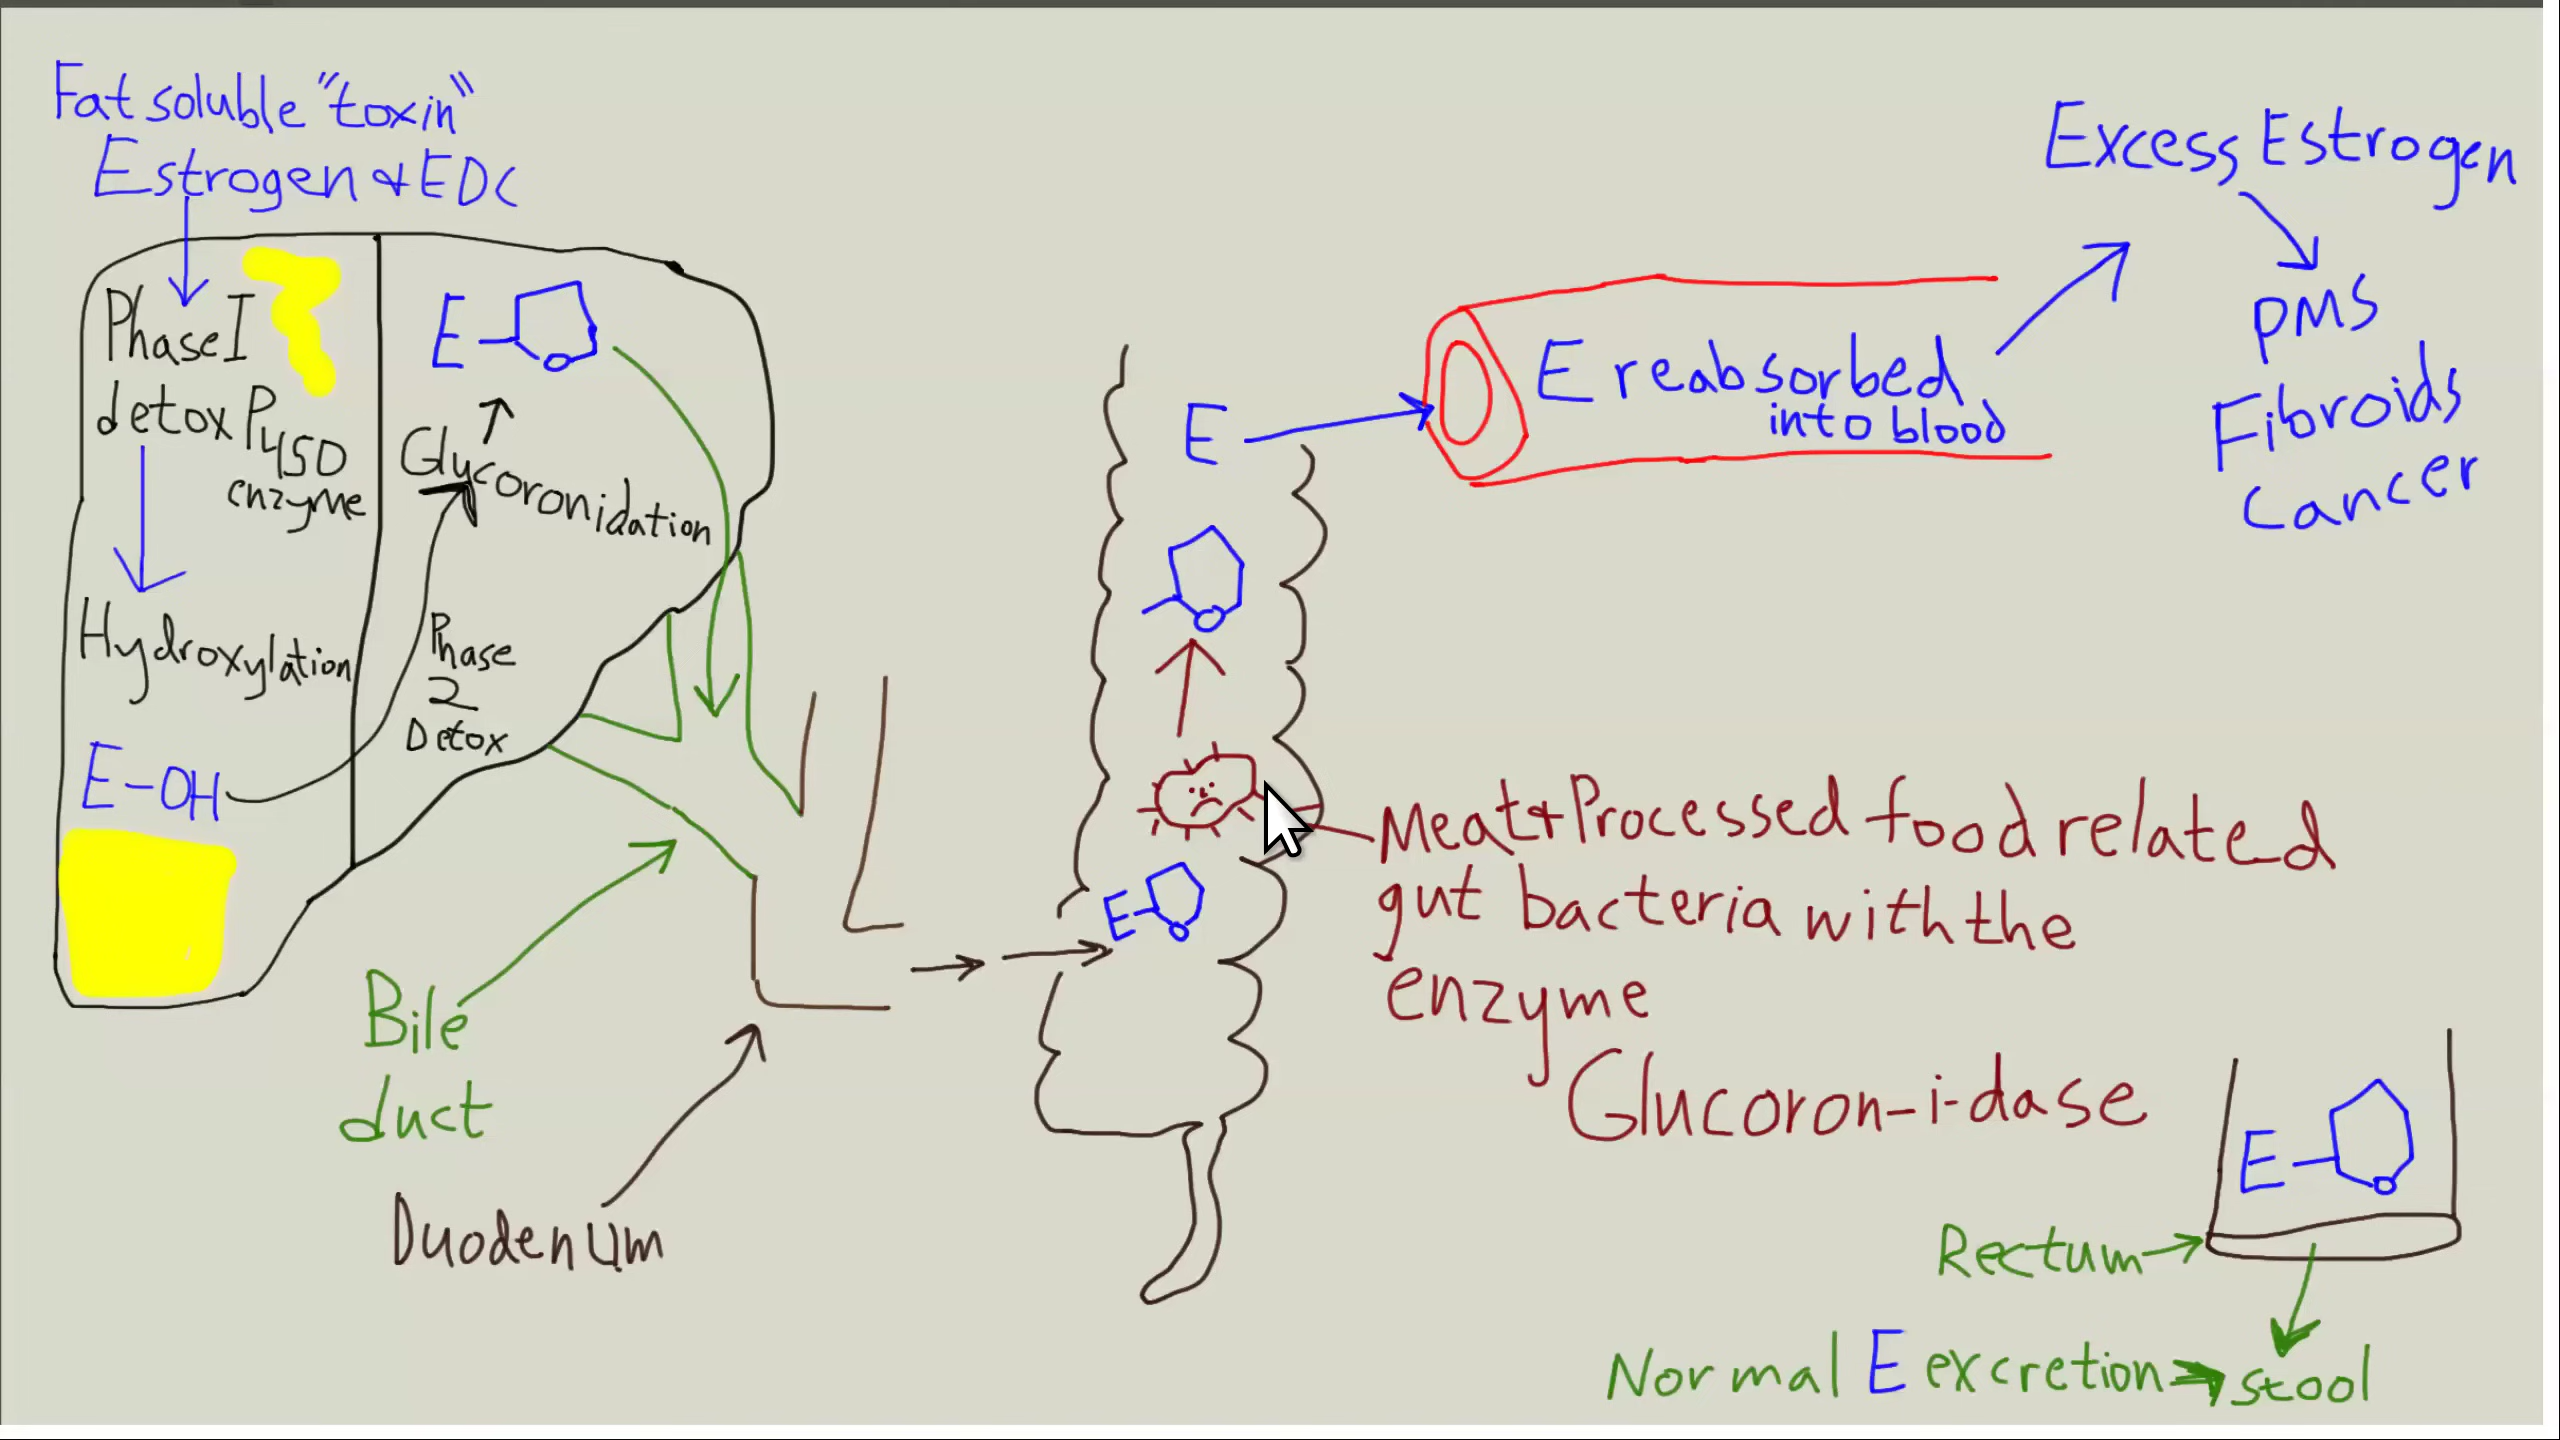 Fat soluble "toxin"
Estrogen & EDC
Phase I
detox P450
enzyme
Hydroxylation
E-OH
E
Glycoronidation
Phase
2
Detox
Bile
duct
Duodenum
E
E
E reabsorbed
into blood
Excess Estrogen
PMS
Fibroids
Cancer
Meat & Processed food related
gut bacteria with the
enzyme
Glucoron-i-dase
E
Rectum
Normal E excretion
stool